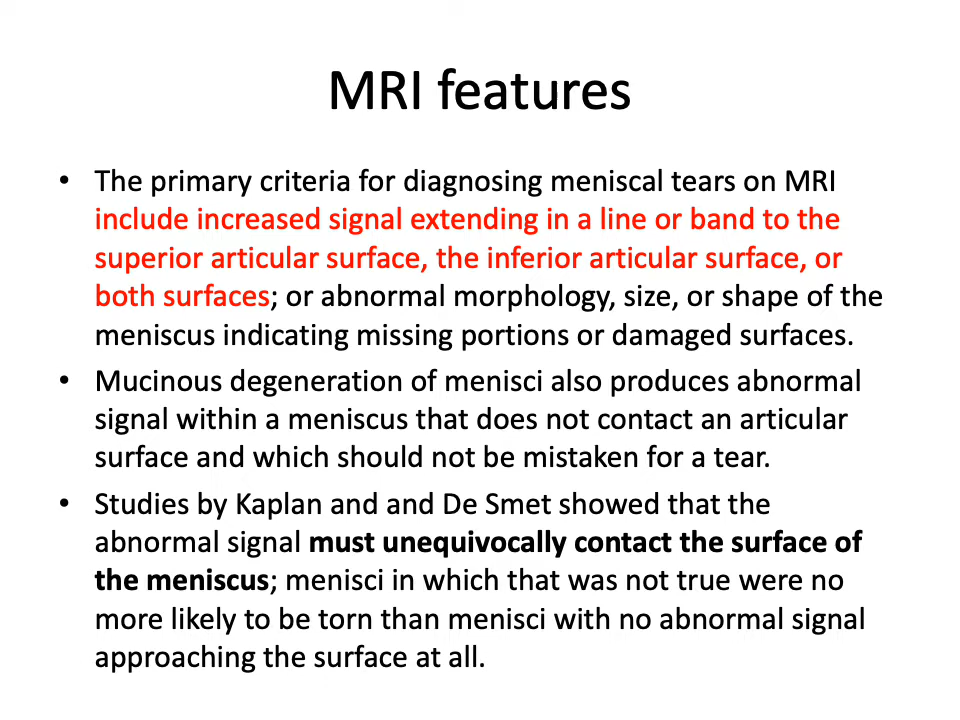 MRI features
• The primary criteria for diagnosing meniscal tears on MRI
include increased signal extending in a line or band to the
superior articular surface, the inferior articular surface, or
both surfaces; or abnormal morphology, size, or shape of the
meniscus indicating missing portions or damaged surfaces.
• Mucinous degeneration of menisci also produces abnormal
signal within a meniscus that does not contact an articular
surface and which should not be mistaken for a tear.
• Studies by Kaplan and and De Smet showed that the
abnormal signal must unequivocally contact the surface of
the meniscus; menisci in which that was not true were no
more likely to be torn than menisci with no abnormal signal
approaching the surface at all.